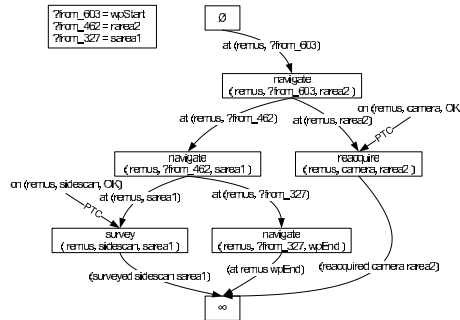 ?from_603 = wpStart
?from_462 = rarea2
?from_327 = sarea1
Ø
at (remus, ?from_603)
navigate
( remus, ?from_603, rarea2 )
on (remus, camera, OK
at (remus, ?from_462)
at (remus, rarea2)
PTC
navigate
( remus, ?from_462, sarea1 )
reacquire
( remus, camera, rarea2 )
on (remus, sidescan, OK)
at (remus, sarea1)
at (remus, ?from_327)
PTC
survey
( remus, sidescan, sarea1 )
navigate
( remus, ?from_327, wpEnd )
(surveyed sidescan sarea1)
(at remus wpEnd)
(reacquired camera rarea2)
∞